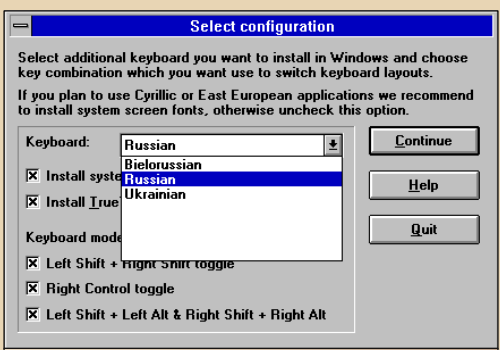 Select configuration
Select additional keyboard you want to install in Windows and choose
key combination which you want use to switch keyboard layouts.
If you plan to use Cyrillic or East European applications we recommend
to install system screen fonts, otherwise uncheck this option.
Keyboard: Russian
Bielorussian
Russian
Ukrainian
Install syste
Install True
Keyboard mode
Left Shift + Right Shift toggle
Right Control toggle
Left Shift + Left Alt & Right Shift + Right Alt
Continue
Help
Quit